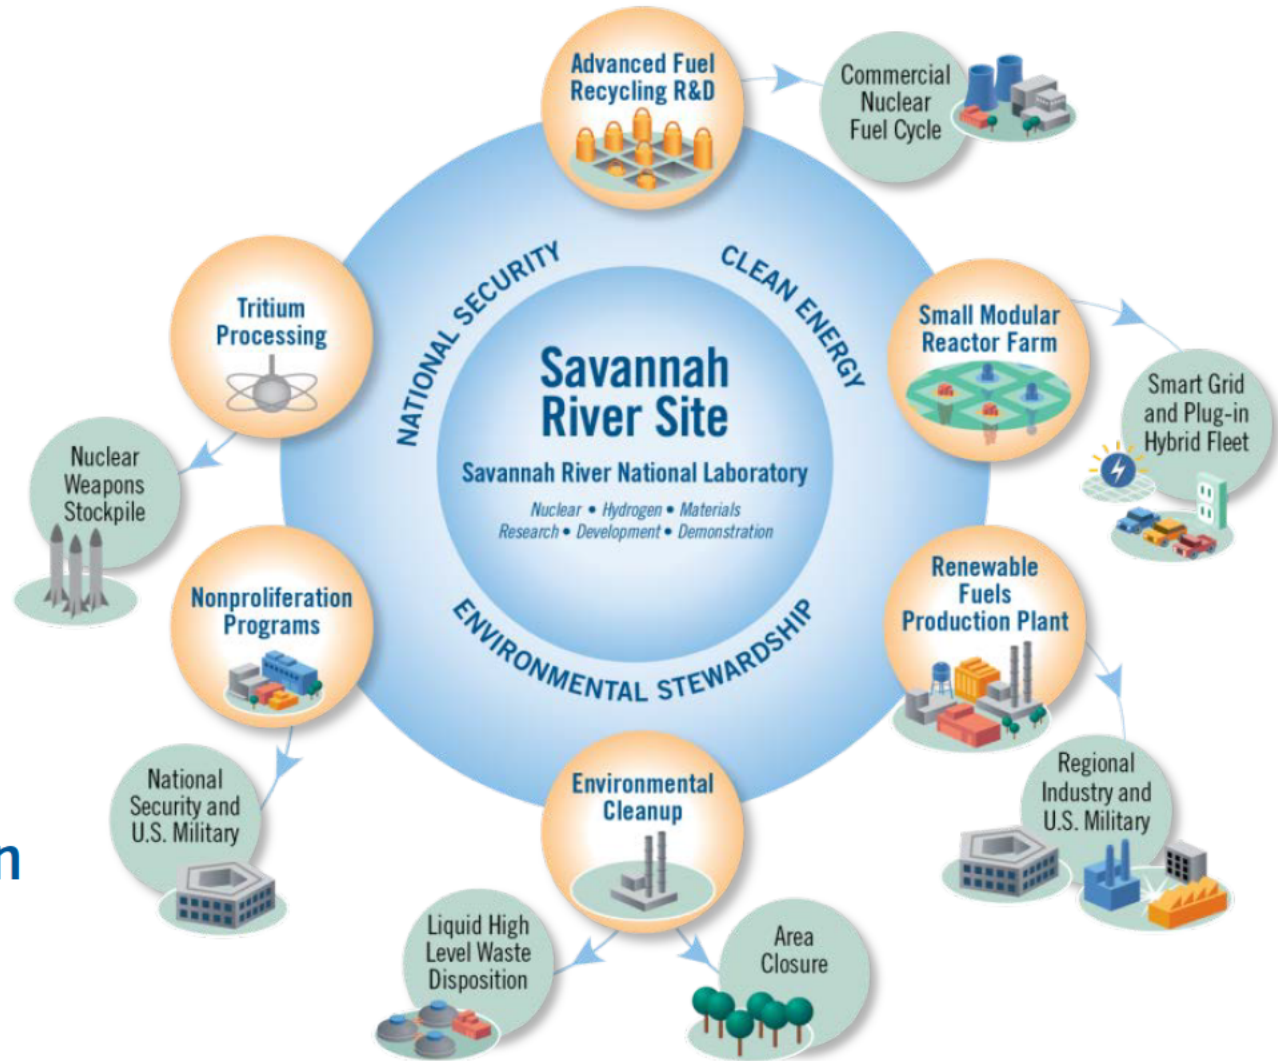 Advanced Fuel
Recycling R&D
Commercial
Nuclear
Fuel Cycle
NATIONAL SECURITY
CLEAN ENERGY
Tritium
Processing
Small Modular
Reactor Farm
Savannah
River Site
Savannah River National Laboratory
Nuclear • Hydrogen • Materials
Research • Development • Demonstration
Smart Grid
and Plug-in
Hybrid Fleet
Nuclear
Weapons
Stockpile
Nonproliferation
Programs
Renewable
Fuels
Production Plant
ENVIRONMENTAL STEWARDSHIP
National
Security and
U.S. Military
Environmental
Cleanup
Regional
Industry and
U.S. Military
n
Liquid High
Level Waste
Disposition
Area
Closure